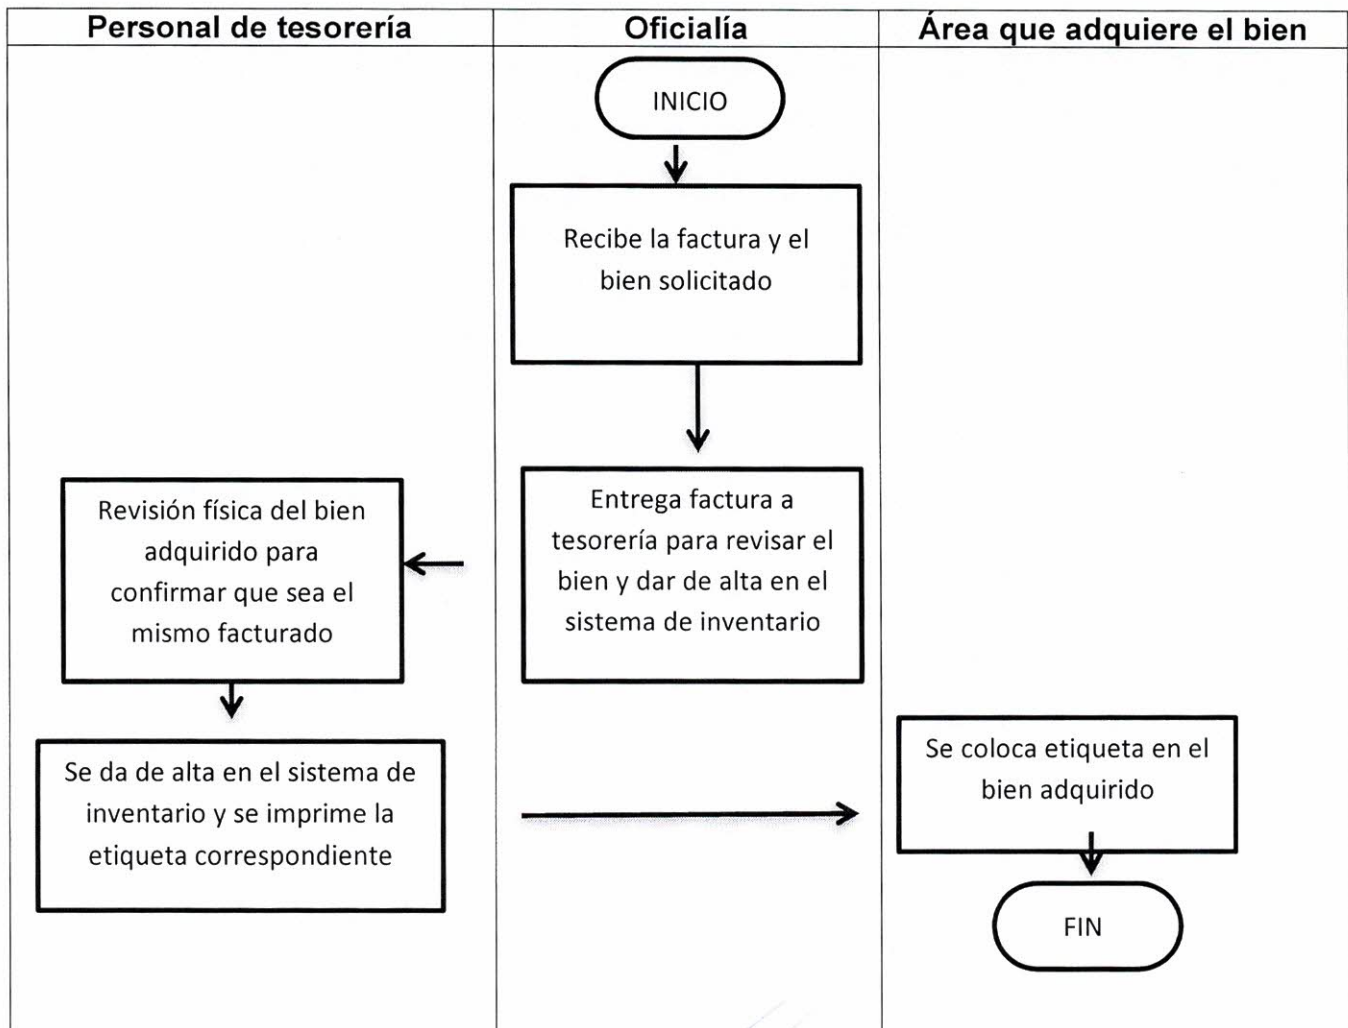 Personal de tesorería
Oficialía
Área que adquiere el bien
INICIO
Recibe la factura y el
bien solicitado
Entrega factura a
tesorería para revisar el
bien y dar de alta en el
sistema de inventario
Revisión física del bien
adquirido para
confirmar que sea el
mismo facturado
Se da de alta en el sistema de
inventario y se imprime la
etiqueta correspondiente
Se coloca etiqueta en el
bien adquirido
FIN